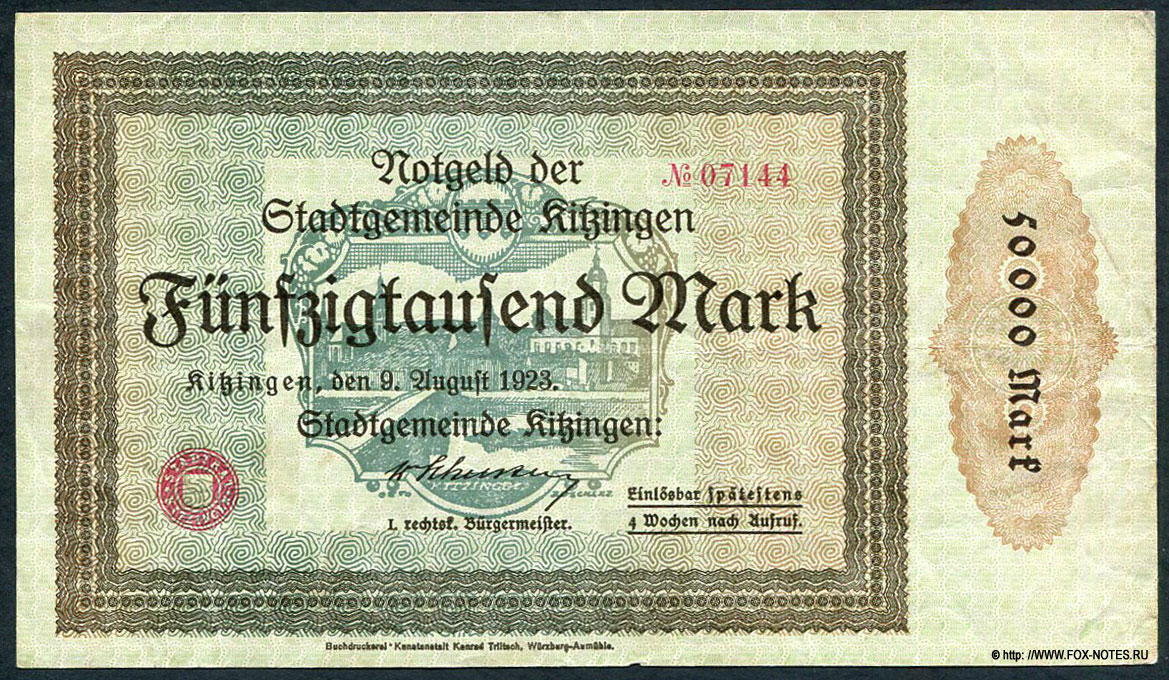 Notgeld der
№ 07144
Stadtgemeinde Kitzingen
Fünfzigtausend Mark
Kitzingen, den 9. August 1923.
Stadtgemeinde Kitzingen:
KITZINGEN
I. rechtsk. Bürgermeister.
Einlösbar spätestens
4 Wochen nach Aufruf.
50000 Mark
Buchdruckerei * Kunstanstalt Konrad Triltsch, Würzburg-Aumühle.
© http: //WWW.FOX-NOTES.RU